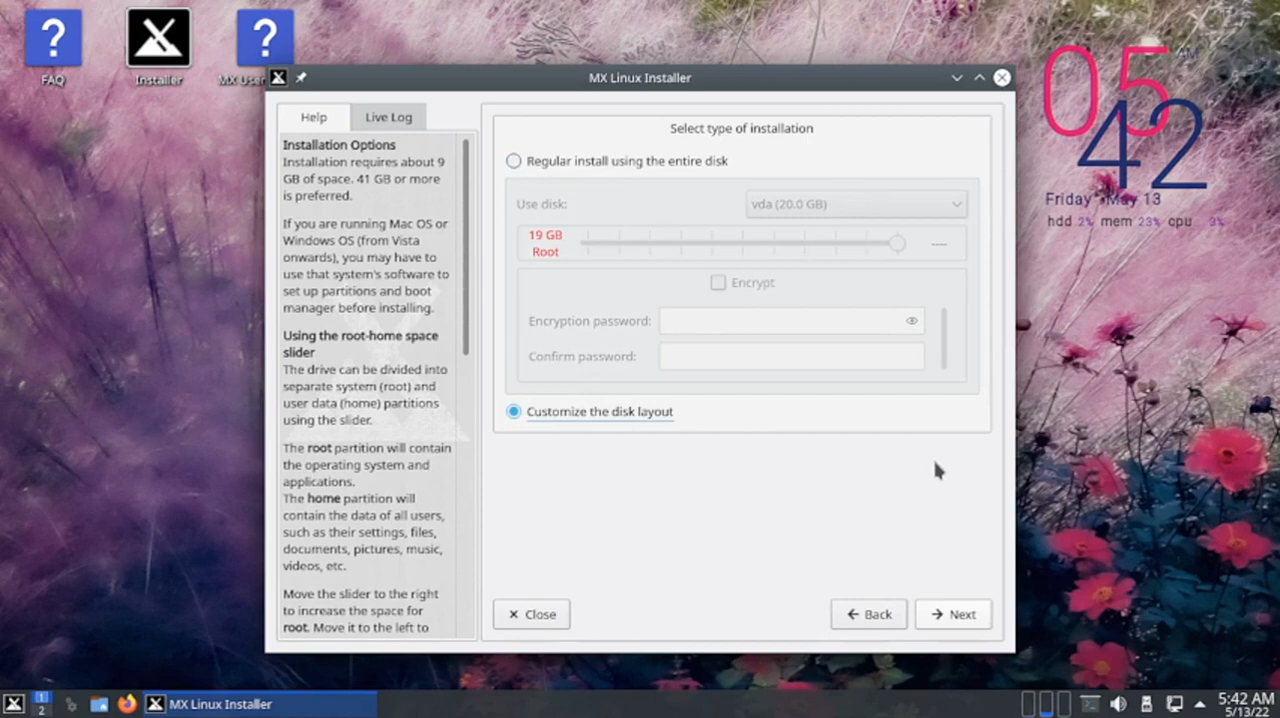 FAQ
Installer
MX User
MX Linux Installer
Help
Live Log
Installation Options
Installation requires about 9
GB of space. 41 GB or more
is preferred.
If you are running Mac OS or
Windows OS (from Vista
onwards), you may have to
use that system's software to
set up partitions and boot
manager before installing.
Using the root-home space
slider
The drive can be divided into
separate system (root) and
user data (home) partitions
using the slider.
The root partition will contain
the operating system and
applications.
The home partition will
contain the data of all users,
such as their settings, files,
documents, pictures, music,
videos, etc.
Move the slider to the right
to increase the space for
root. Move it to the left to
Select type of installation
Regular install using the entire disk
Use disk:
vda (20.0 GB)
19 GB
Root
----
Encrypt
Encryption password:
Confirm password:
Customize the disk layout
Close
Back
Next
05 AM
42
Friday May 13
hdd 2% mem 23% cpu 3%
1
2
MX Linux Installer
5:42 AM
5/13/22